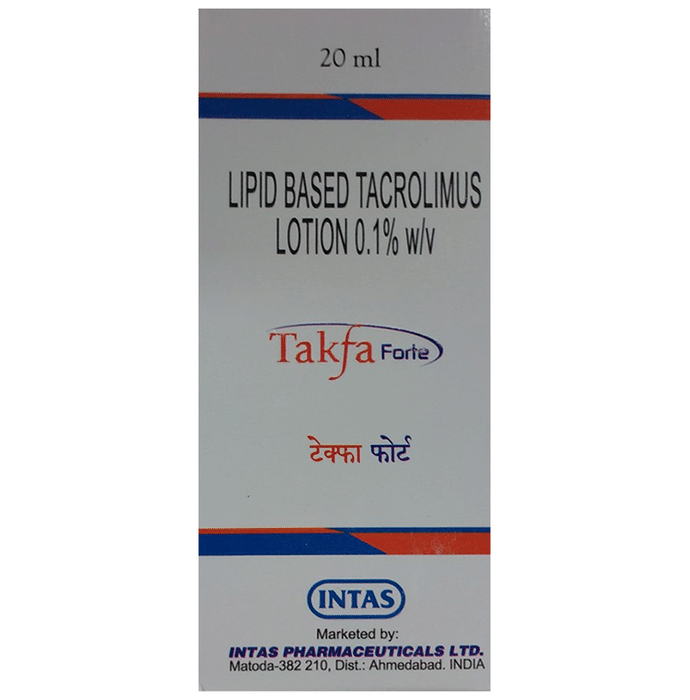 20 ml
LIPID BASED TACROLIMUS
LOTION 0.1% w/v
Takfa Forte
टेक्फा फोर्ट
INTAS
Marketed by:
INTAS PHARMACEUTICALS LTD.
Matoda-382 210, Dist.: Ahmedabad. INDIA